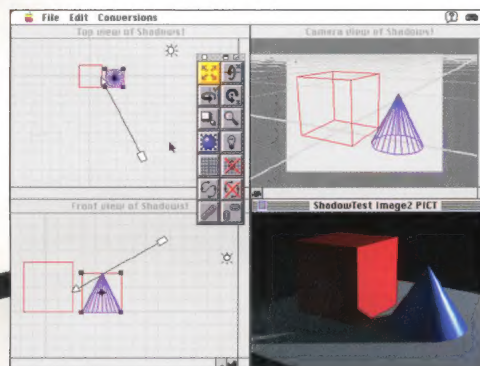 File Edit Conversions
Top view of Shadows!
Camera view of Shadows!
Front view of Shadows!
ShadowTest Image2 PICT